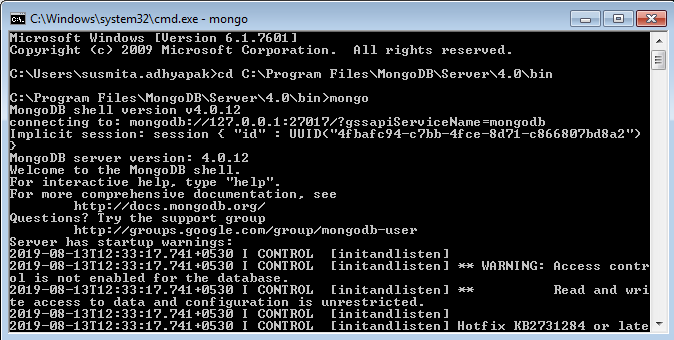 C:\Windows\system32\cmd.exe - mongo
Microsoft Windows [Version 6.1.7601]
Copyright (c) 2009 Microsoft Corporation.  All rights reserved.
C:\Users\susmita.adhyapak>cd C:\Program Files\MongoDB\Server\4.0\bin
C:\Program Files\MongoDB\Server\4.0\bin>mongo
MongoDB shell version v4.0.12
connecting to: mongodb://127.0.0.1:27017/?gssapiServiceName=mongodb
Implicit session: session { "id" : UUID("4fbafc94-c7bb-4fce-8d71-c866807bd8a2")
}
MongoDB server version: 4.0.12
Welcome to the MongoDB shell.
For interactive help, type "help".
For more comprehensive documentation, see
        http://docs.mongodb.org/
Questions? Try the support group
        http://groups.google.com/group/mongodb-user
Server has startup warnings:
2019-08-13T12:33:17.741+0530 I CONTROL  [initandlisten]
2019-08-13T12:33:17.741+0530 I CONTROL  [initandlisten] ** WARNING: Access contr
ol is not enabled for the database.
2019-08-13T12:33:17.741+0530 I CONTROL  [initandlisten] **          Read and wri
te access to data and configuration is unrestricted.
2019-08-13T12:33:17.741+0530 I CONTROL  [initandlisten]
2019-08-13T12:33:17.741+0530 I CONTROL  [initandlisten] Hotfix KB2731284 or late